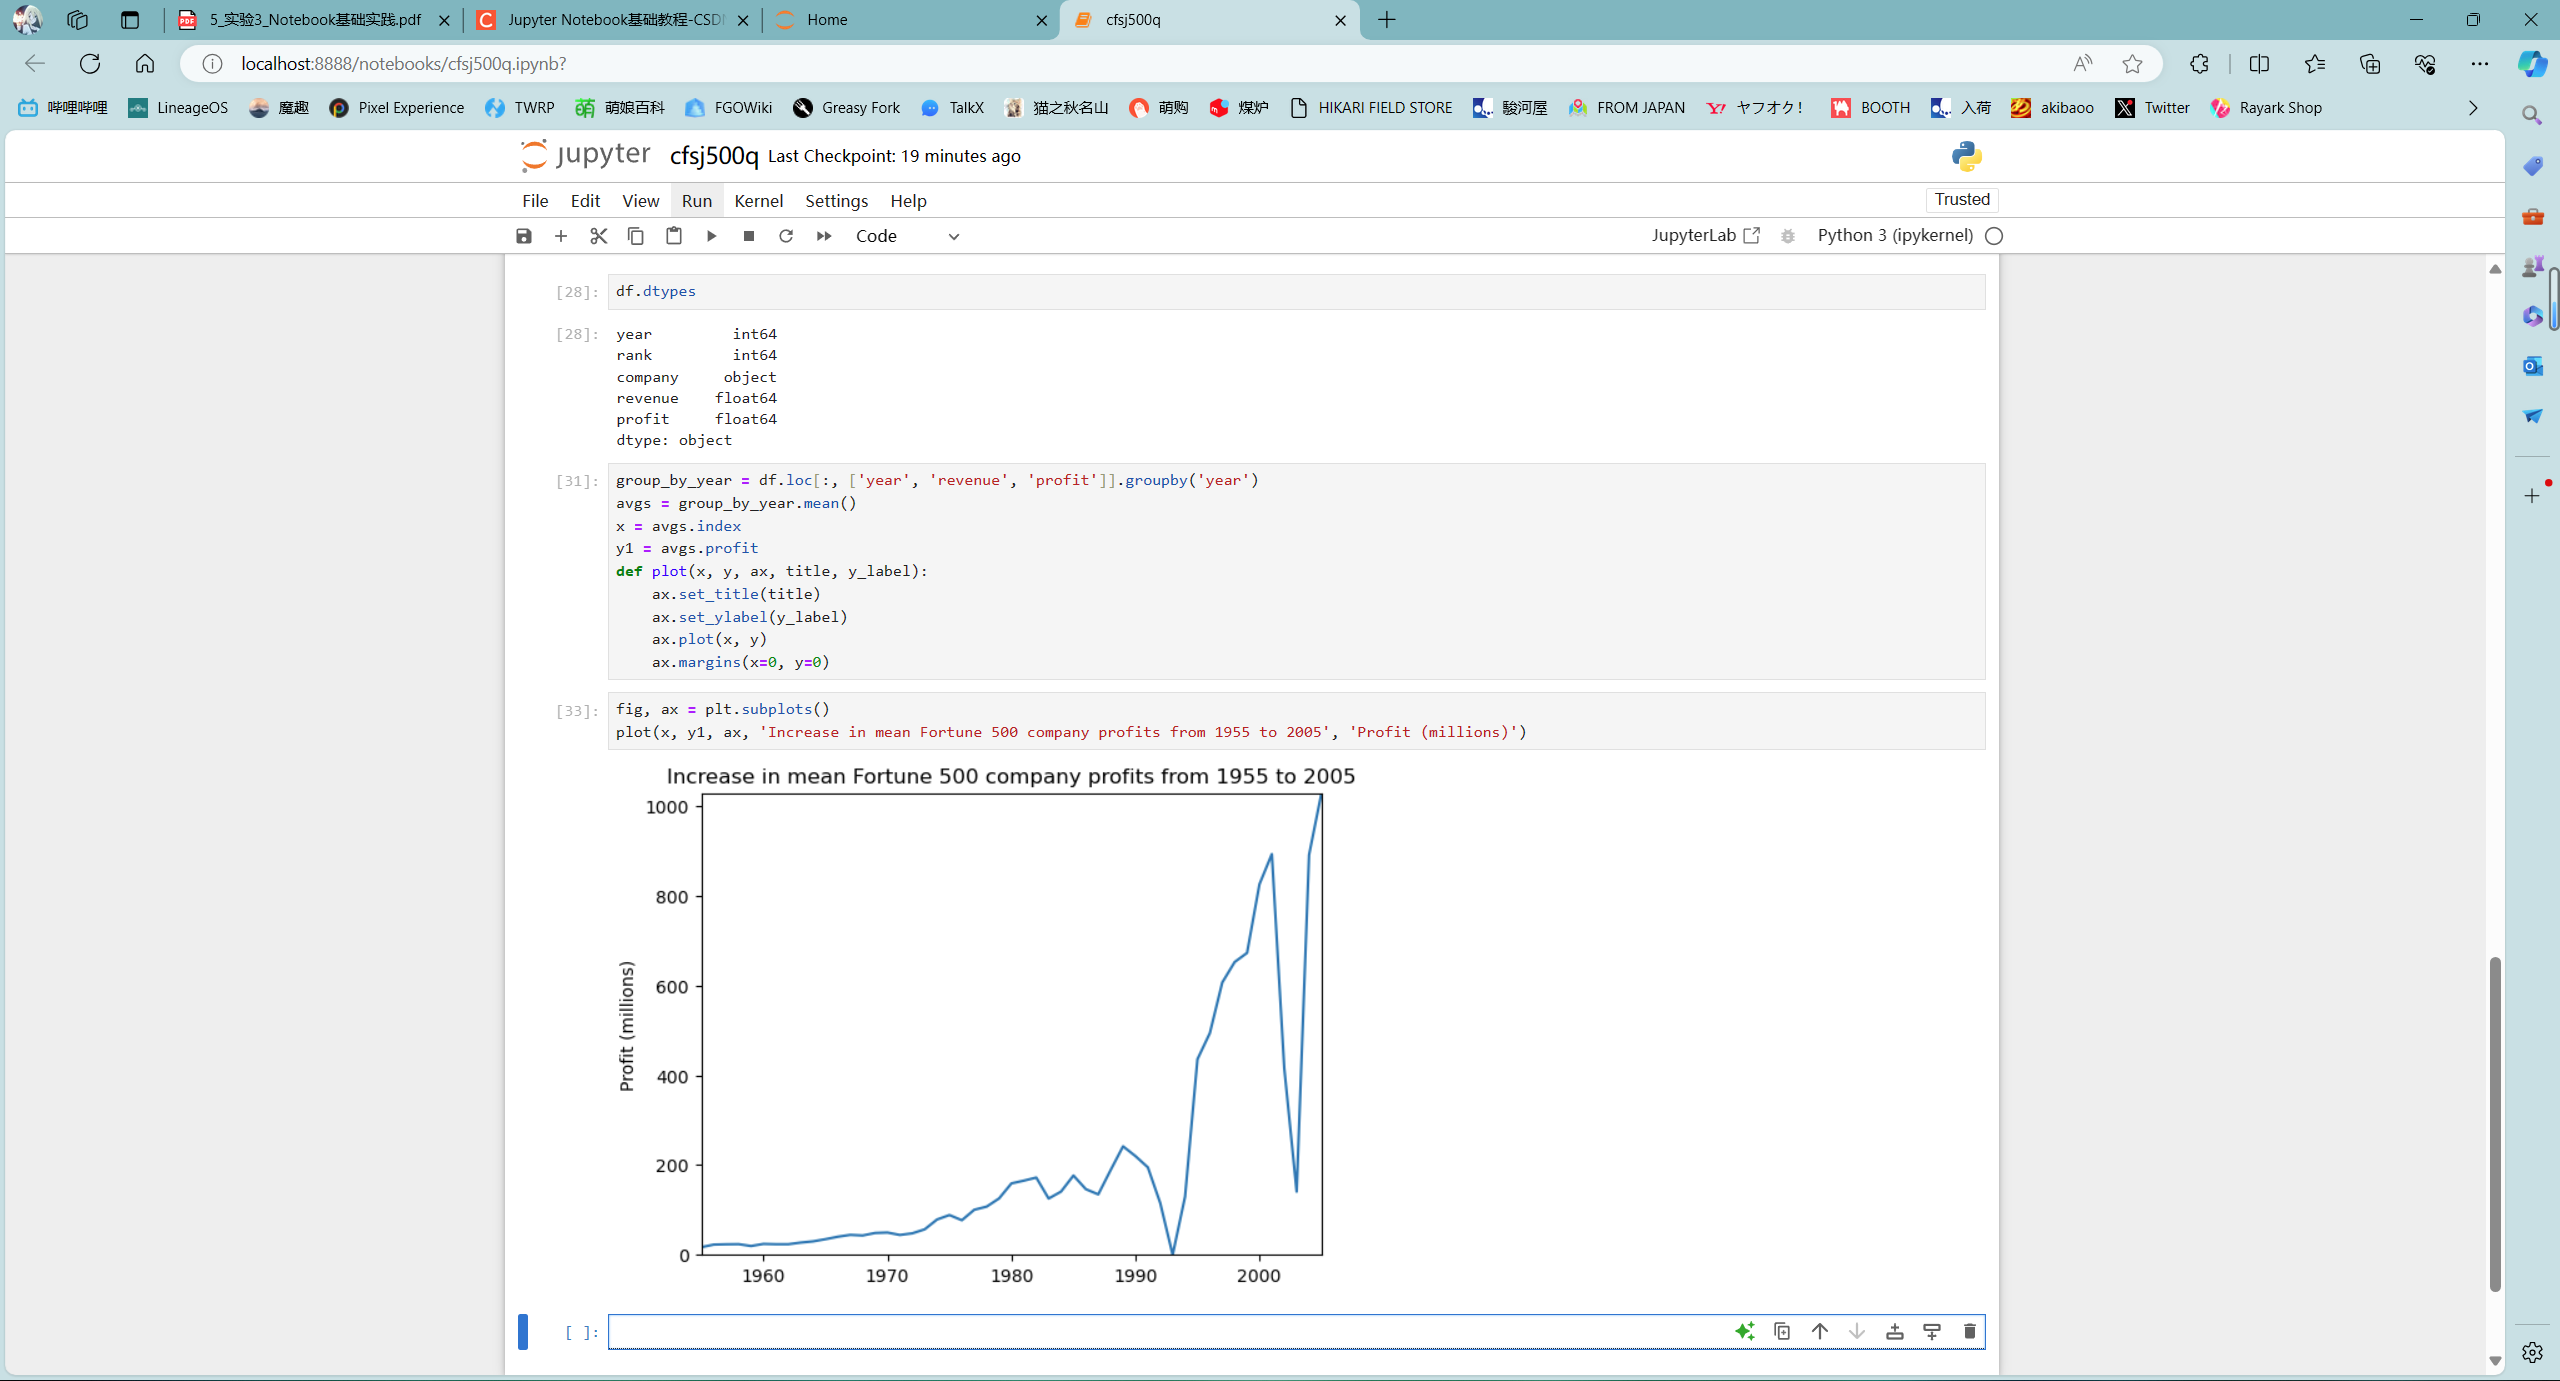 5_实验3_Notebook基础实践.pdf
Jupyter Notebook基础教程-CSD
Home
cfsj500q
localhost:8888/notebooks/cfsj500q.ipynb?
哔哩哔哩 LineageOS 魔趣 Pixel Experience TWRP 萌娘百科 FGOWiki Greasy Fork TalkX 猫之秋名山 萌购 煤炉 HIKARI FIELD STORE 駿河屋 FROM JAPAN ヤフオク! BOOTH 入荷 akibaoo Twitter Rayark Shop
jupyter cfsj500q Last Checkpoint: 19 minutes ago
File Edit View Run Kernel Settings Help
Trusted
Code
JupyterLab
Python 3 (ipykernel)
[28]: df.dtypes
[28]: year         int64
rank         int64
company     object
revenue    float64
profit     float64
dtype: object
[31]: group_by_year = df.loc[:, ['year', 'revenue', 'profit']].groupby('year')
avgs = group_by_year.mean()
x = avgs.index
y1 = avgs.profit
def plot(x, y, ax, title, y_label):
    ax.set_title(title)
    ax.set_ylabel(y_label)
    ax.plot(x, y)
    ax.margins(x=0, y=0)
[33]: fig, ax = plt.subplots()
plot(x, y1, ax, 'Increase in mean Fortune 500 company profits from 1955 to 2005', 'Profit (millions)')
Increase in mean Fortune 500 company profits from 1955 to 2005
1000
800
600
400
200
0
Profit (millions)
1960 1970 1980 1990 2000
[ ]: